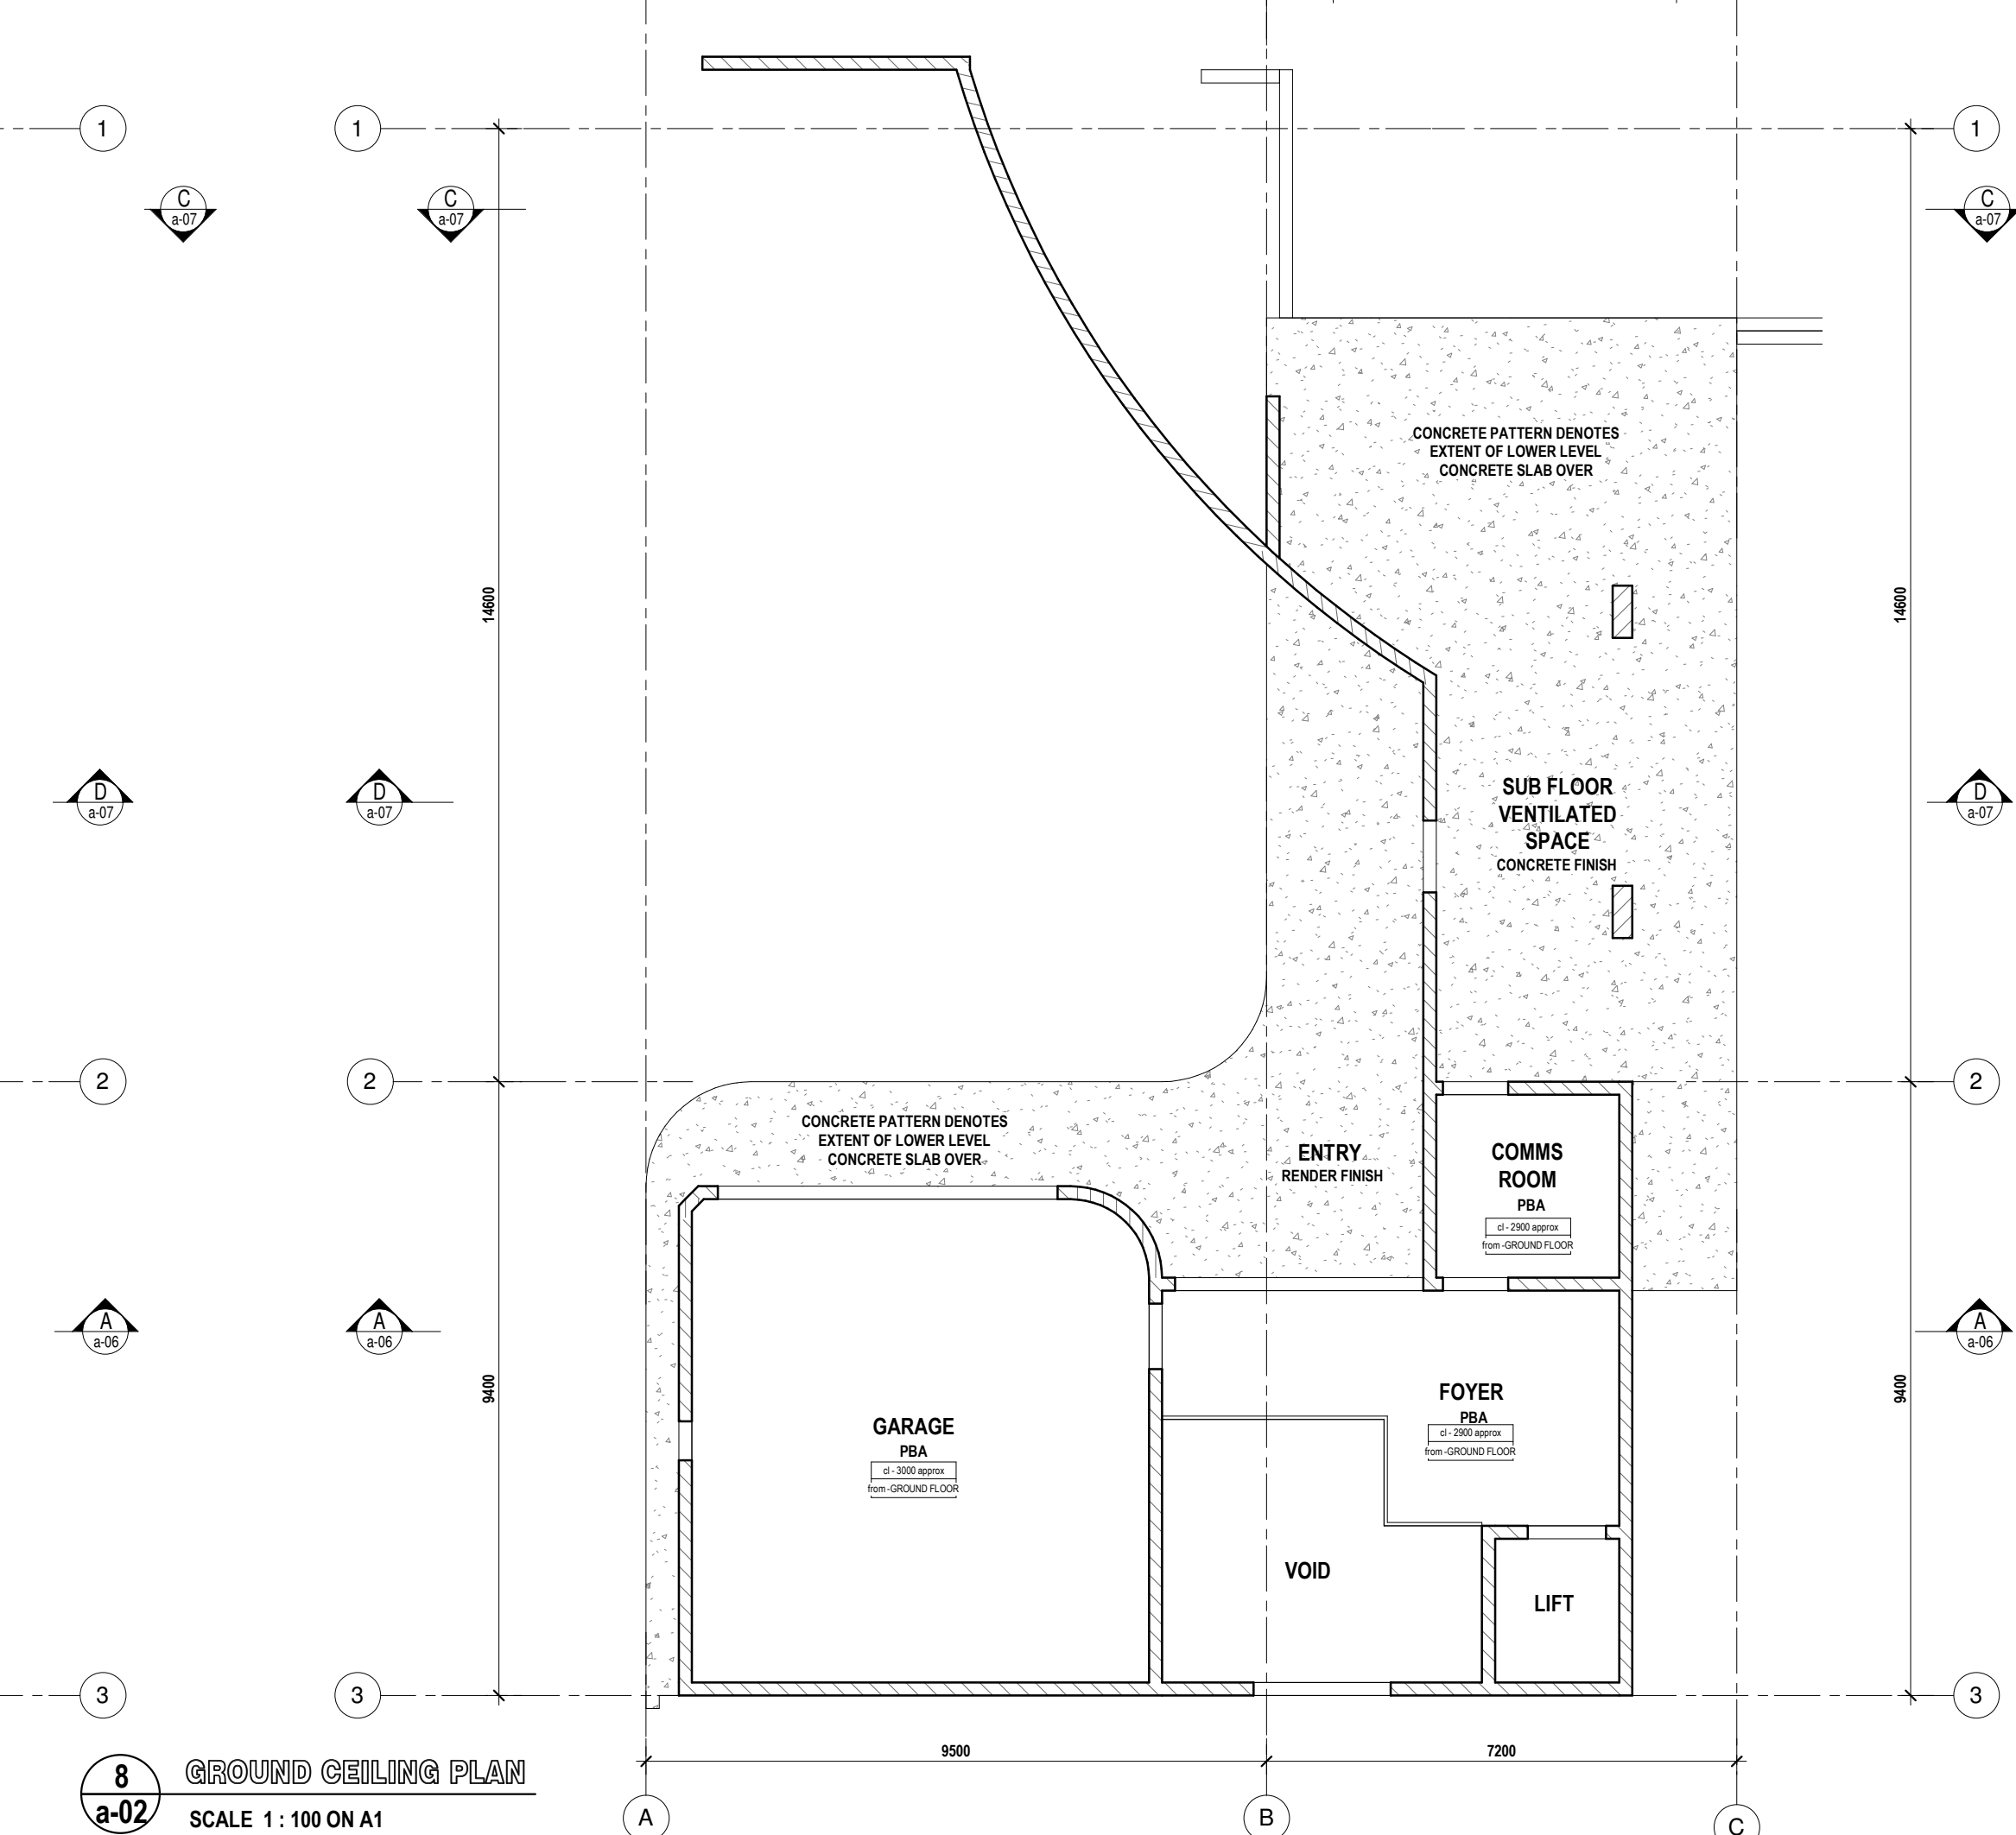 1
1
1
C
a-07
C
a-07
C
a-07
CONCRETE PATTERN DENOTES
EXTENT OF LOWER LEVEL
CONCRETE SLAB OVER
14600
14600
D
a-07
D
a-07
D
a-07
SUB FLOOR
VENTILATED
SPACE
CONCRETE FINISH
2
2
2
CONCRETE PATTERN DENOTES
EXTENT OF LOWER LEVEL
CONCRETE SLAB OVER
ENTRY
RENDER FINISH
COMMS
ROOM
PBA
cl - 2900 approx
from -GROUND FLOOR
A
a-06
A
a-06
A
a-06
9400
9400
GARAGE
PBA
cl - 3000 approx
from -GROUND FLOOR
FOYER
PBA
cl - 2900 approx
from -GROUND FLOOR
VOID
LIFT
3
3
3
9500
7200
8
a-02
GROUND CEILING PLAN
SCALE 1 : 100 ON A1
A
B
C